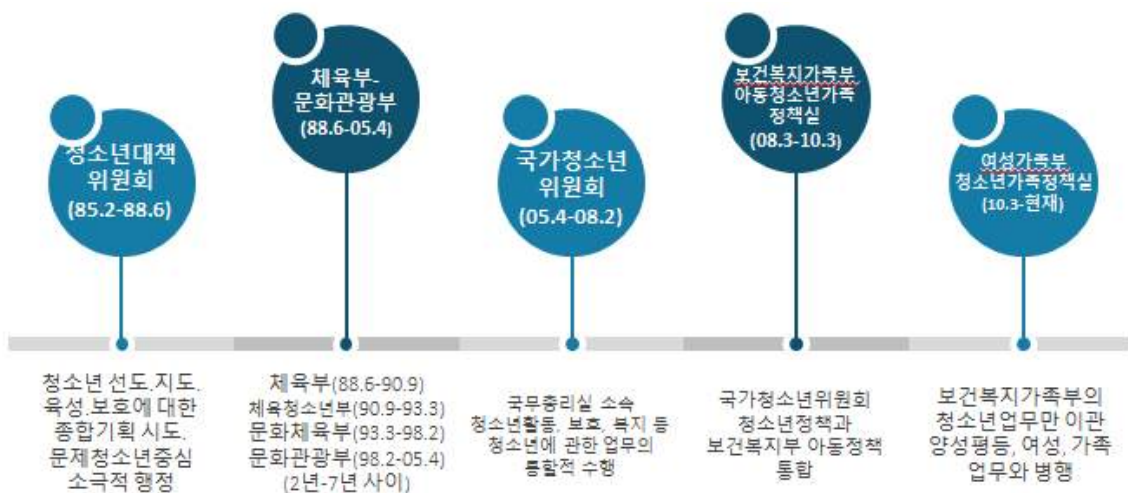 청소년대책
위원회
(85.2-88.6)
체육부-
문화관광부
(88.6-05.4)
국가청소년
위원회
(05.4-08.2)
보건복지가족부
아동청소년가족
정책실
(08.3-10.3)
여성가족부
청소년가족정책실
(10.3-현재)
청소년 선도.지도.
육성.보호에 대한
종합기획 시도.
문제청소년중심
소극적 행정
체육부(88.6-90.9)
체육청소년부(90.9-93.3)
문화체육부(93.3-98.2)
문화관광부(98.2-05.4)
(2년-7년 사이)
국무총리실 소속
청소년활동, 보호, 복지 등
청소년에 관한 업무의
통할적 수행
국가청소년위원회
청소년정책과
보건복지부 아동정책
통합
보건복지가족부의
청소년업무만 이관
양성평등, 여성, 가족
업무와 병행